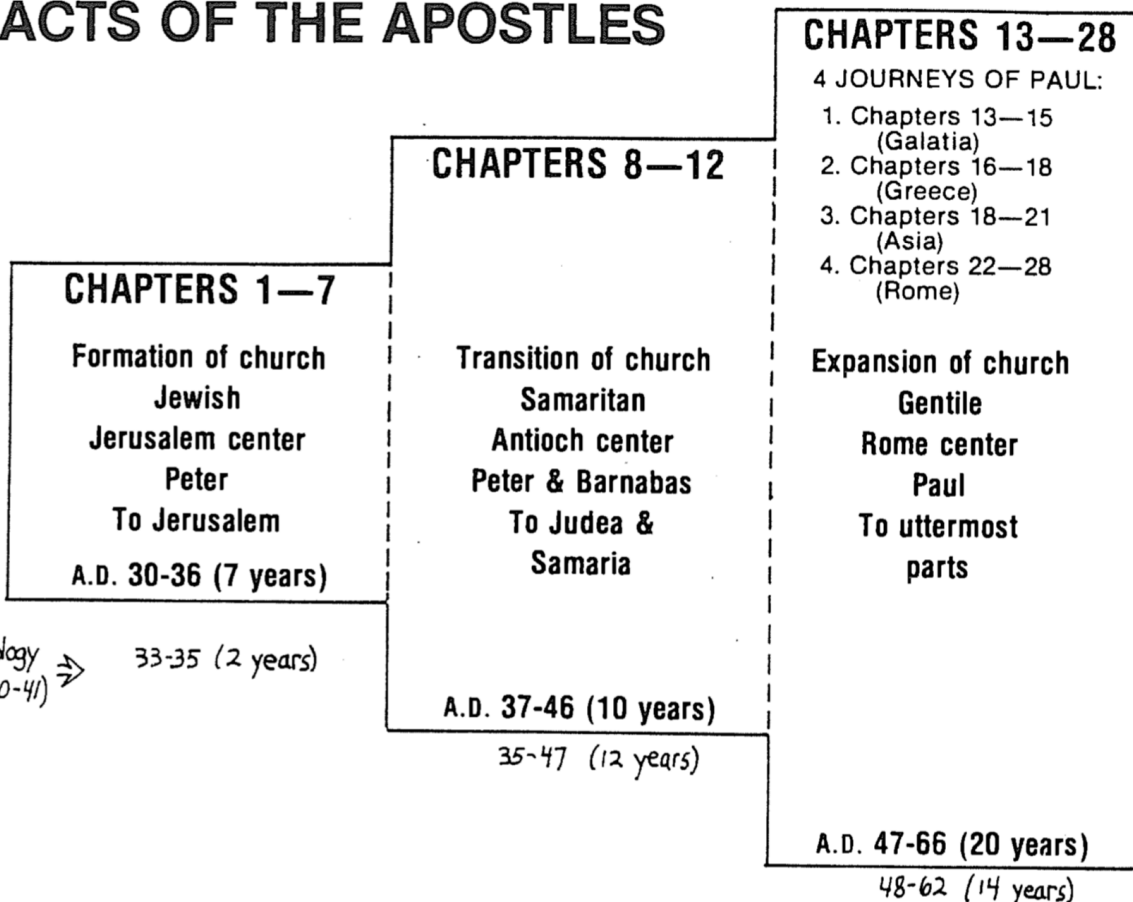 ACTS OF THE APOSTLES
CHAPTERS 1—7
Formation of church
Jewish
Jerusalem center
Peter
To Jerusalem
A.D. 30-36 (7 years)
33-35 (2 years)
CHAPTERS 8—12
Transition of church
Samaritan
Antioch center
Peter & Barnabas
To Judea &
Samaria
A.D. 37-46 (10 years)
35-47 (12 years)
CHAPTERS 13—28
4 JOURNEYS OF PAUL:
1. Chapters 13—15
(Galatia)
2. Chapters 16—18
(Greece)
3. Chapters 18—21
(Asia)
4. Chapters 22—28
(Rome)
Expansion of church
Gentile
Rome center
Paul
To uttermost
parts
A.D. 47-66 (20 years)
48-62 (14 years)